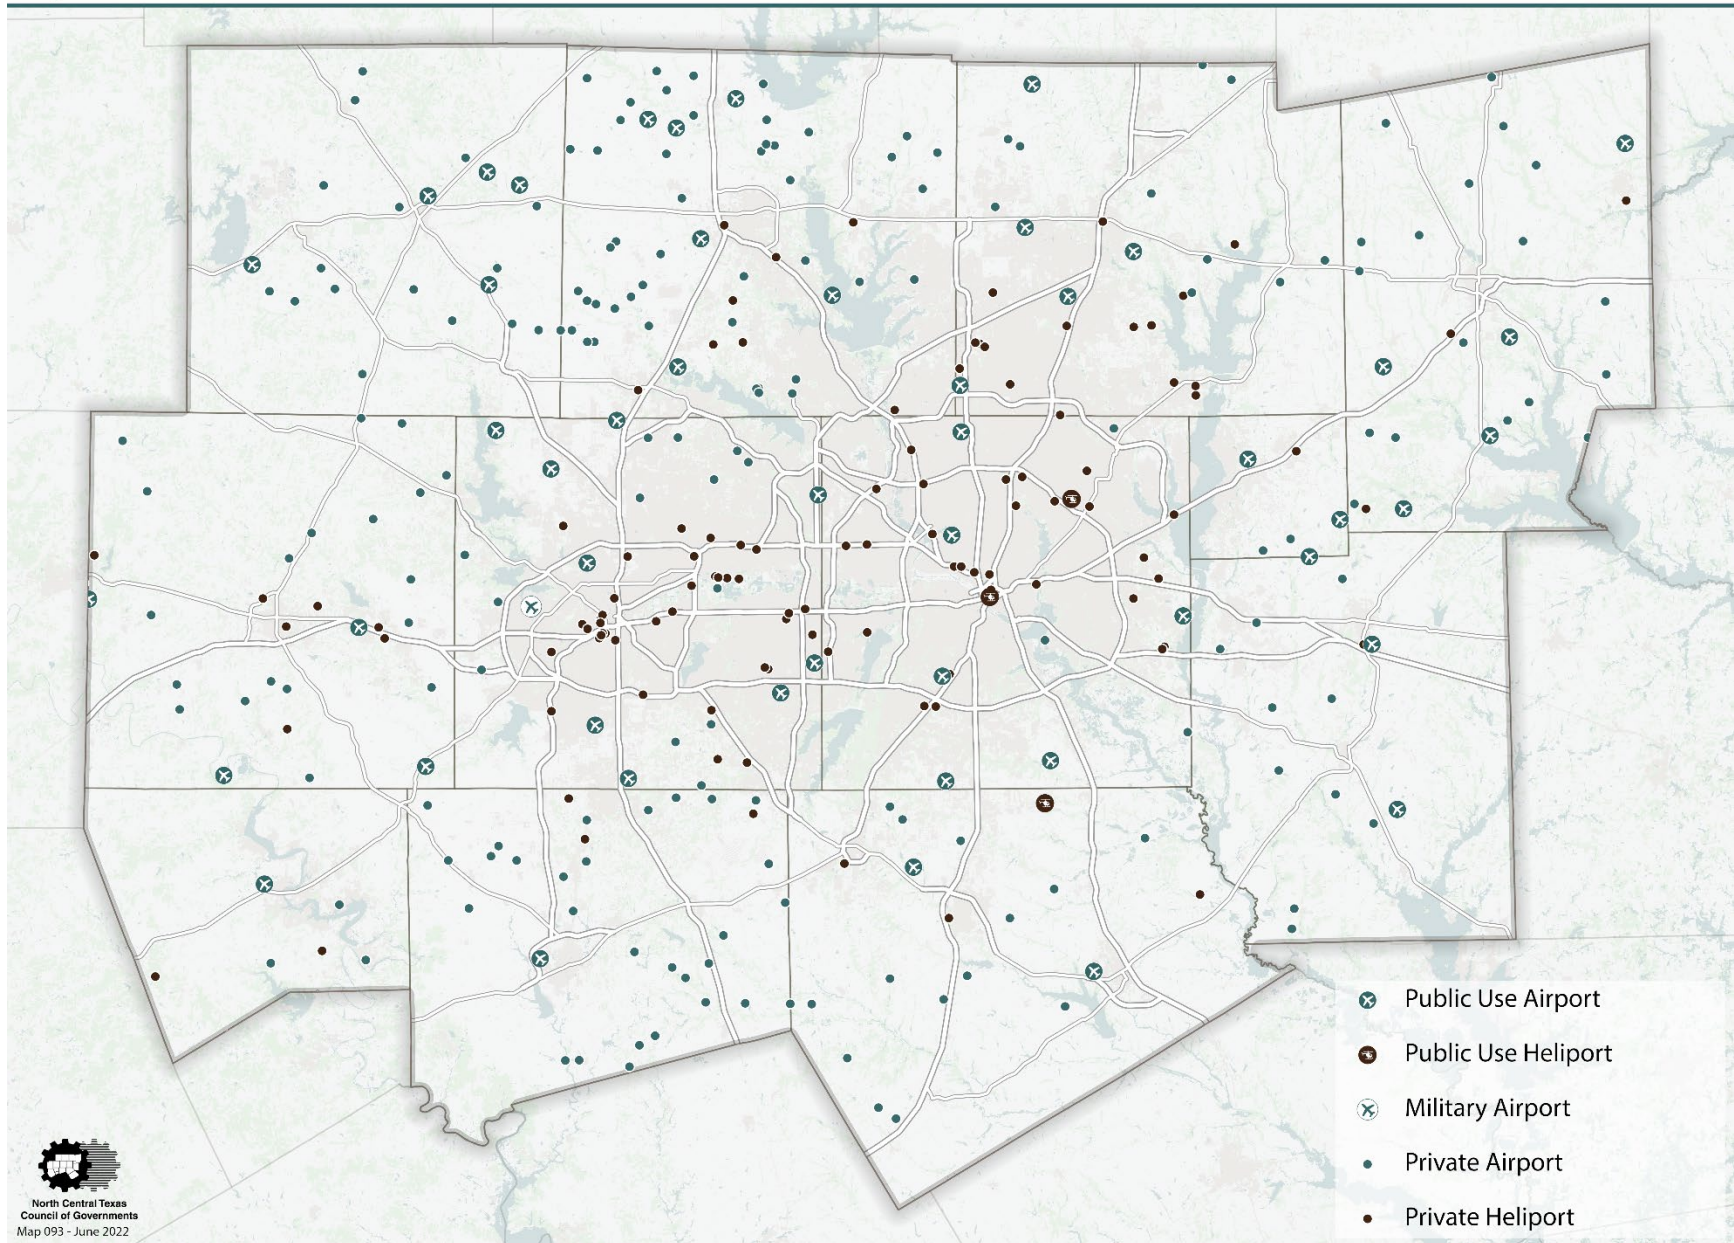 Public Use Airport
Public Use Heliport
Military Airport
Private Airport
Private Heliport
North Central Texas
Council of Governments
Map 093 - June 2022